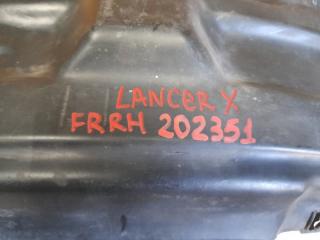 LANCER X
FRRH 202351